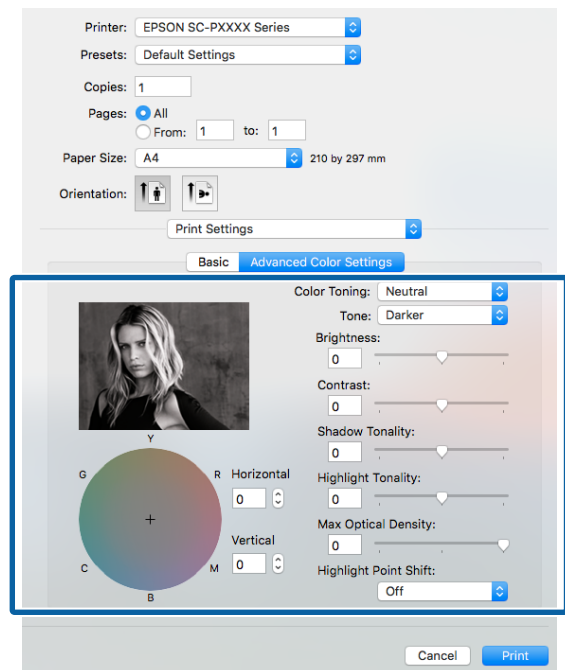 Printer: EPSON SC-PXXXX Series
Presets: Default Settings
Copies: 1
Pages: All
From: 1 to: 1
Paper Size: A4 210 by 297 mm
Orientation:
Print Settings
Basic Advanced Color Settings
Color Toning: Neutral
Tone: Darker
Brightness:
0
Contrast:
0
Shadow Tonality:
0
Highlight Tonality:
0
Max Optical Density:
0
Highlight Point Shift:
Off
Y
G R
C M
B
Horizontal
0
Vertical
0
Cancel Print